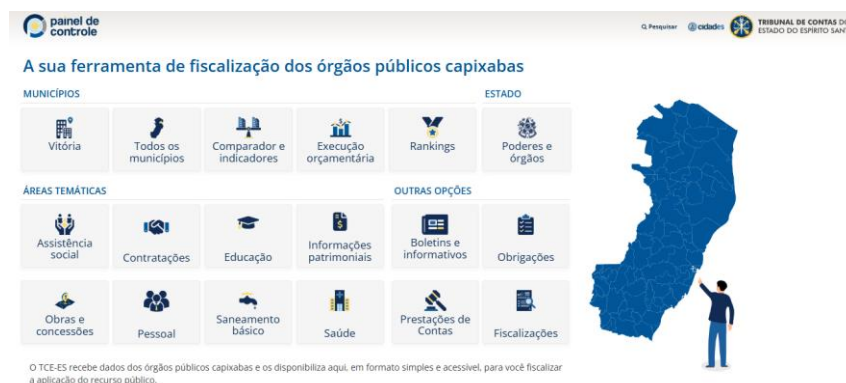 painel de
controle
Pesquisar
@cidades
TRIBUNAL DE CONTAS
ESTADO DO ESPÍRITO
A sua ferramenta de fiscalização dos órgãos públicos capixabas
MUNICÍPIOS
ESTADO
Vitória
Todos os
municípios
Comparador e
indicadores
Execução
orçamentária
Rankings
Poderes e
órgãos
ÁREAS TEMÁTICAS
OUTRAS OPÇÕES
Assistência
social
Contratações
Educação
Informações
patrimoniais
Boletins e
informativos
Obrigações
Obras e
concessões
Pessoal
Saneamento
básico
Saúde
Prestações de
Contas
Fiscalizações
O TCE-ES recebe dados dos órgãos públicos capixabas e os disponibiliza aqui, em formato simples e acessível, para você fiscalizar
a aplicação do recurso público.